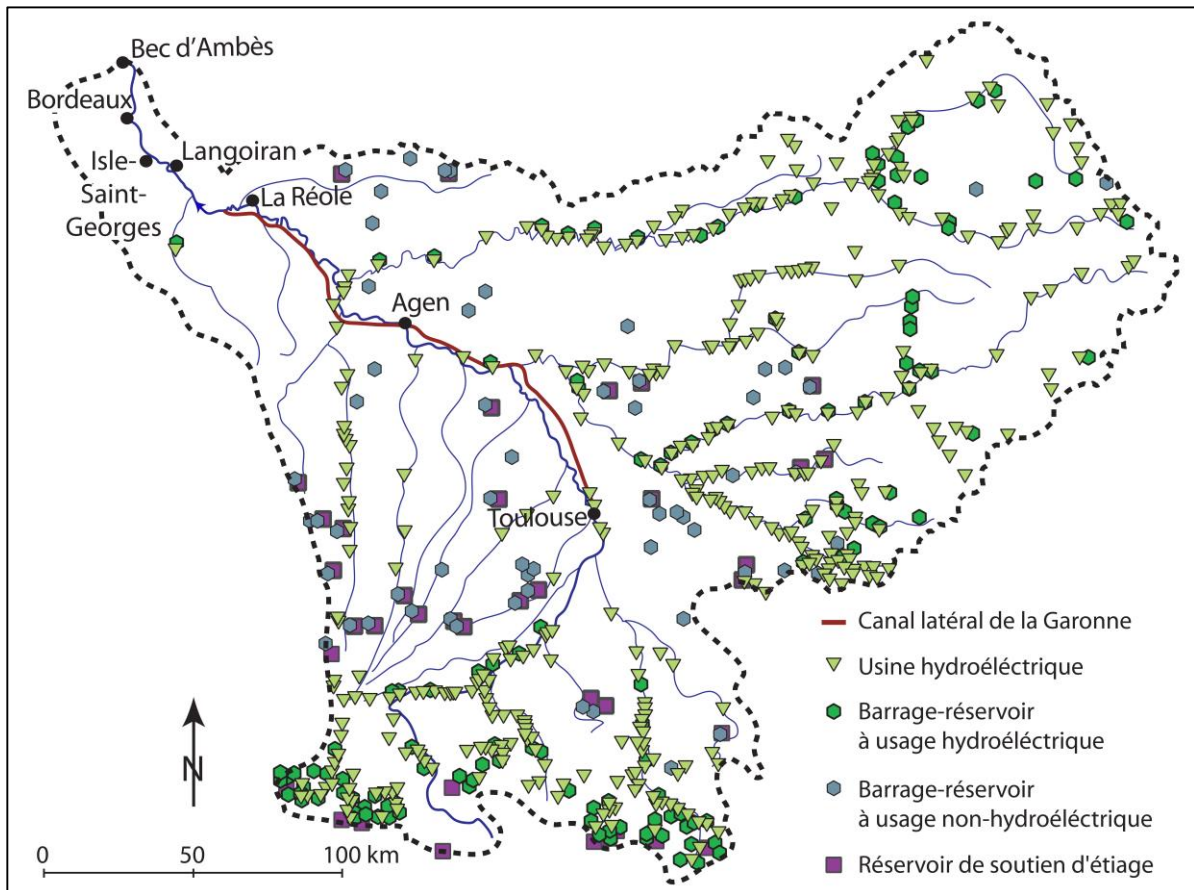 Bec d'Ambès
Bordeaux
Isle-
Saint-
Georges
Langoiran
La Réole
Agen
Toulouse
Canal latéral de la Garonne
Usine hydroéléctrique
Barrage-réservoir
à usage hydroéléctrique
Barrage-réservoir
à usage non-hydroéléctrique
Réservoir de soutien d'étiage
N
0 50 100 km